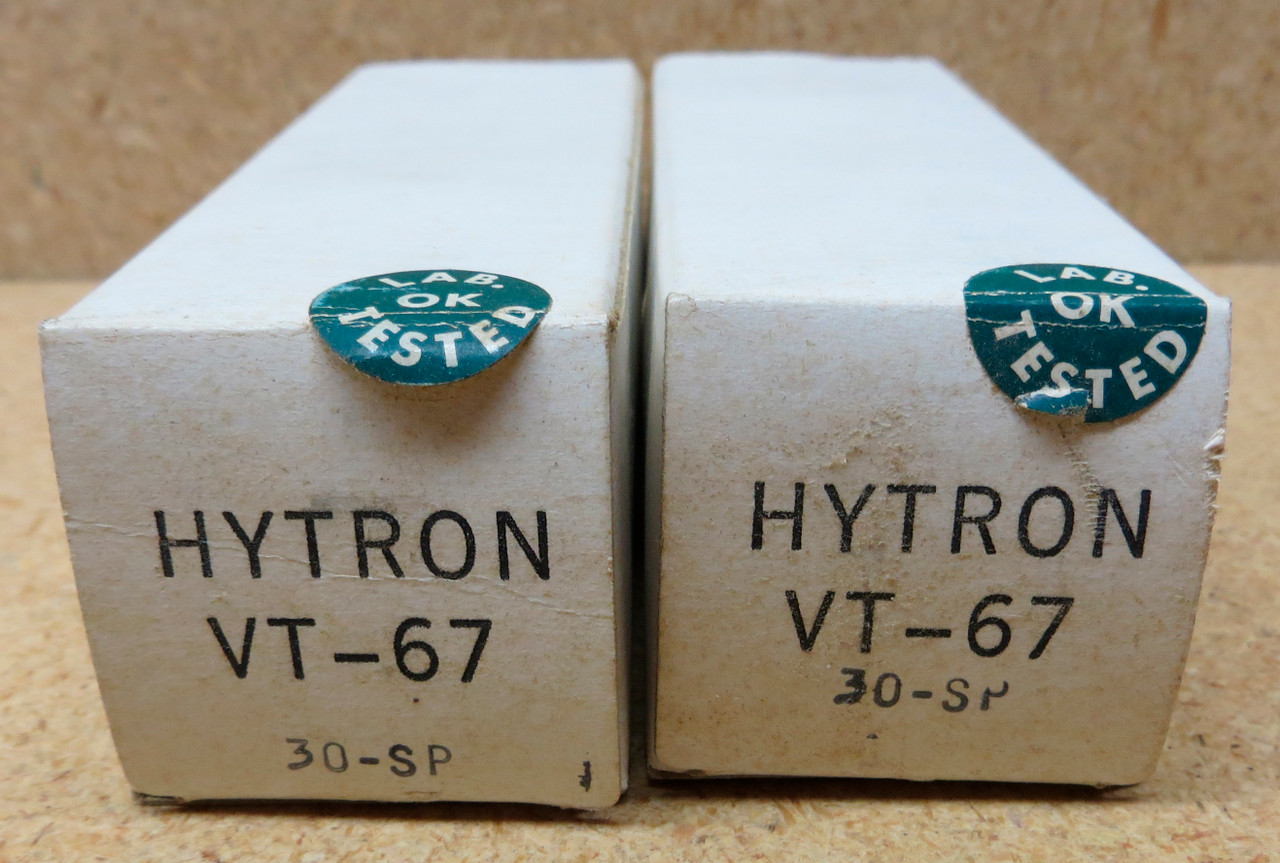 LAB.
OK
TESTED
HYTRON
VT-67
30-SP
LAB.
OK
TESTED
HYTRON
VT-67
30-SP